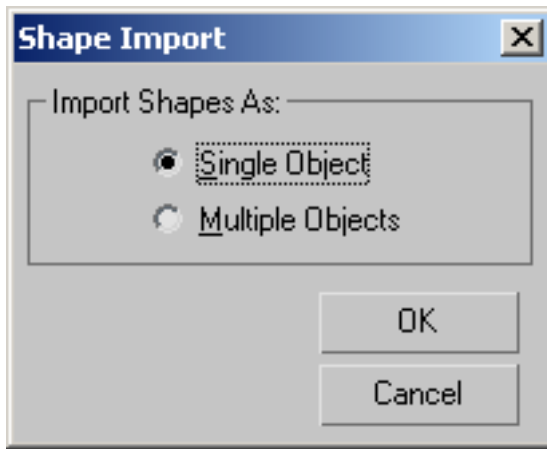 Shape Import
Import Shapes As:
Single Object
Multiple Objects
OK
Cancel